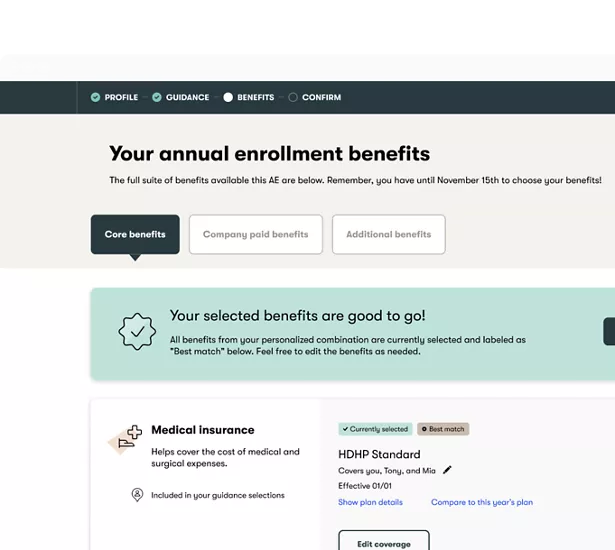 PROFILE
GUIDANCE
BENEFITS
CONFIRM
Your annual enrollment benefits
The full suite of benefits available this AE are below. Remember, you have until November 15th to choose your benefits!
Core benefits
Company paid benefits
Additional benefits
Your selected benefits are good to go!
All benefits from your personalized combination are currently selected and labeled as
"Best match" below. Feel free to edit the benefits as needed.
Medical insurance
Helps cover the cost of medical and
surgical expenses.
Included in your guidance selections
Currently selected
Best match
HDHP Standard
Covers you, Tony, and Mia
Effective 01/01
Show plan details
Compare to this year's plan
Edit coverage